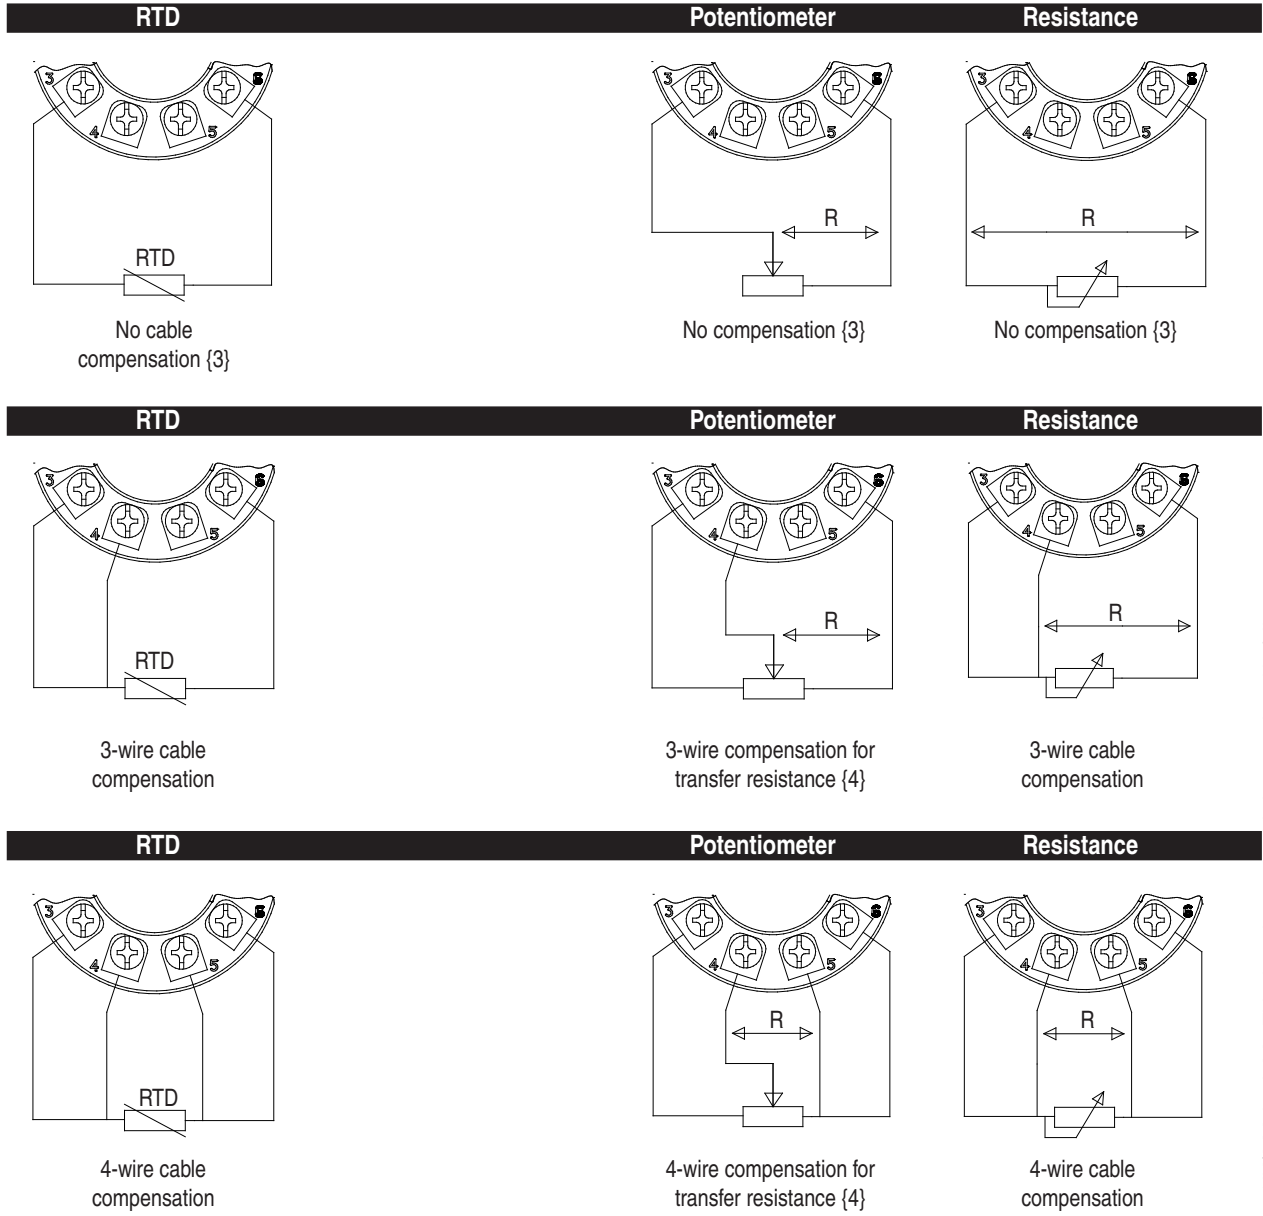 RTD Potentiometer Resistance
3 4 5 6 3 4 5 6 3 4 5 6
R R
RTD
No cable
compensation {3}
No compensation {3}
No compensation {3}
RTD Potentiometer Resistance
3 4 5 6 3 4 5 6 3 4 5 6
R R
RTD
3-wire cable
compensation
3-wire compensation for
transfer resistance {4}
3-wire cable
compensation
RTD Potentiometer Resistance
3 4 5 6 3 4 5 6 3 4 5 6
R R
RTD
4-wire cable
compensation
4-wire compensation for
transfer resistance {4}
4-wire cable
compensation